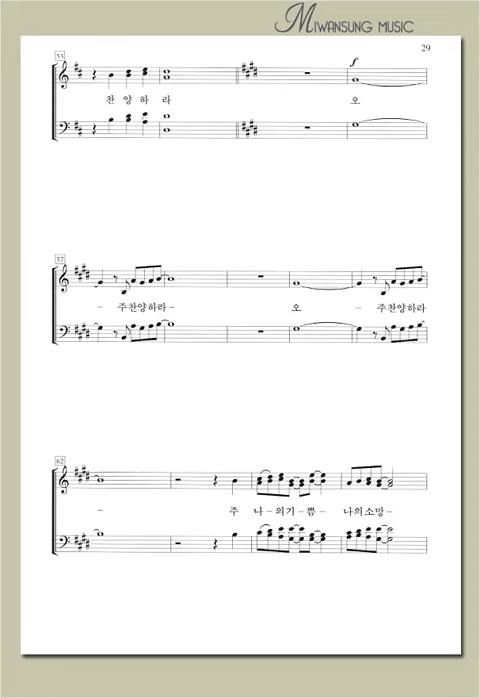 MIWANSUNG MUSIC
29
53
f
찬 양 하 라 오
57
– 주찬양하라 – 오 – 주찬양하라
62
– 주 나 – 의기 – 쁨 – 나의소망 –